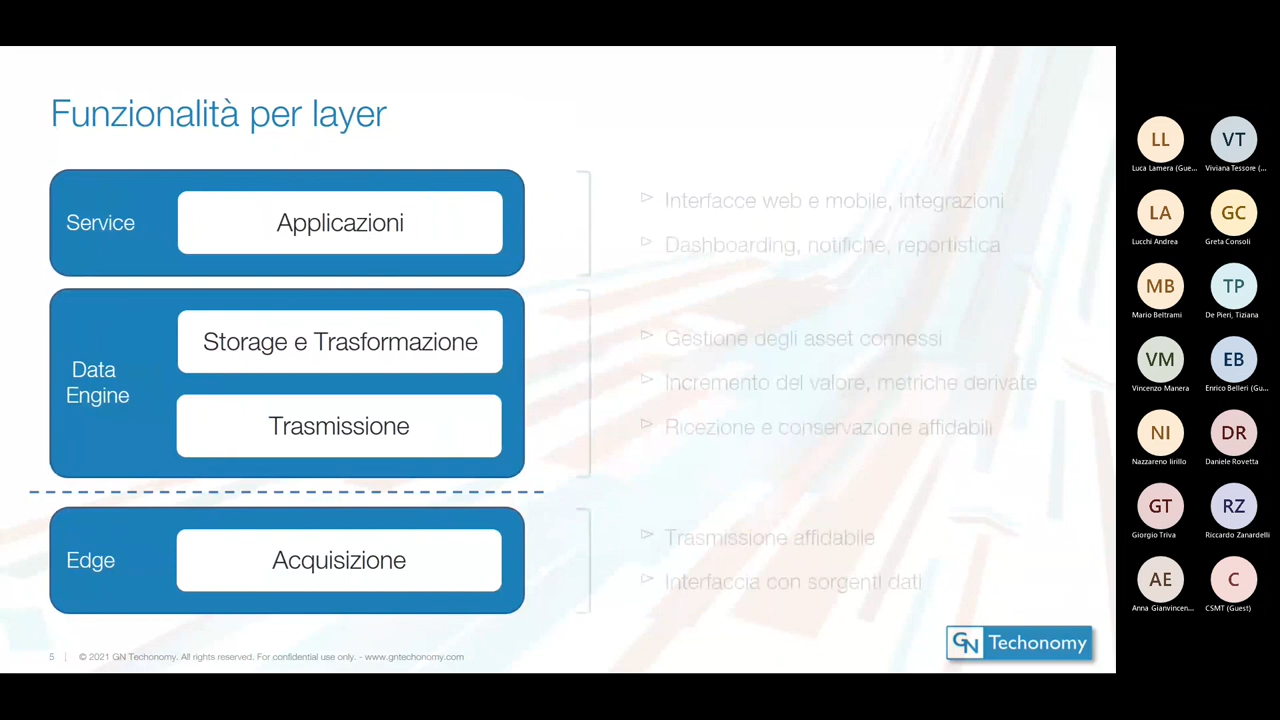 Funzionalità per layer
Service
Applicazioni
Interfacce web e mobile, integrazioni
Dashboarding, notifiche, reportistica
Data
Engine
Storage e Trasformazione
Trasmissione
Gestione degli asset connessi
Incremento del valore, metriche derivate
Ricezione e conservazione affidabili
Edge
Acquisizione
Trasmissione affidabile
Interfaccia con sorgenti dati
5 | © 2021 GN Techonomy. All rights reserved. For confidential use only. - www.gntechonomy.com
GN Techonomy
LL
VT
Luca Lamera (Gue...
Viviana Tessore (...
LA
GC
Lucchi Andrea
Greta Consoli
MB
TP
Mario Beltrami
De Pieri, Tiziana
VM
EB
Vincenzo Manera
Enrico Belleri (Gu...
NI
DR
Nazzareno Iirillo
Daniele Rovetta
GT
RZ
Giorgio Triva
Riccardo Zanardelli
AE
C
Anna Gianvincen...
CSMT (Guest)